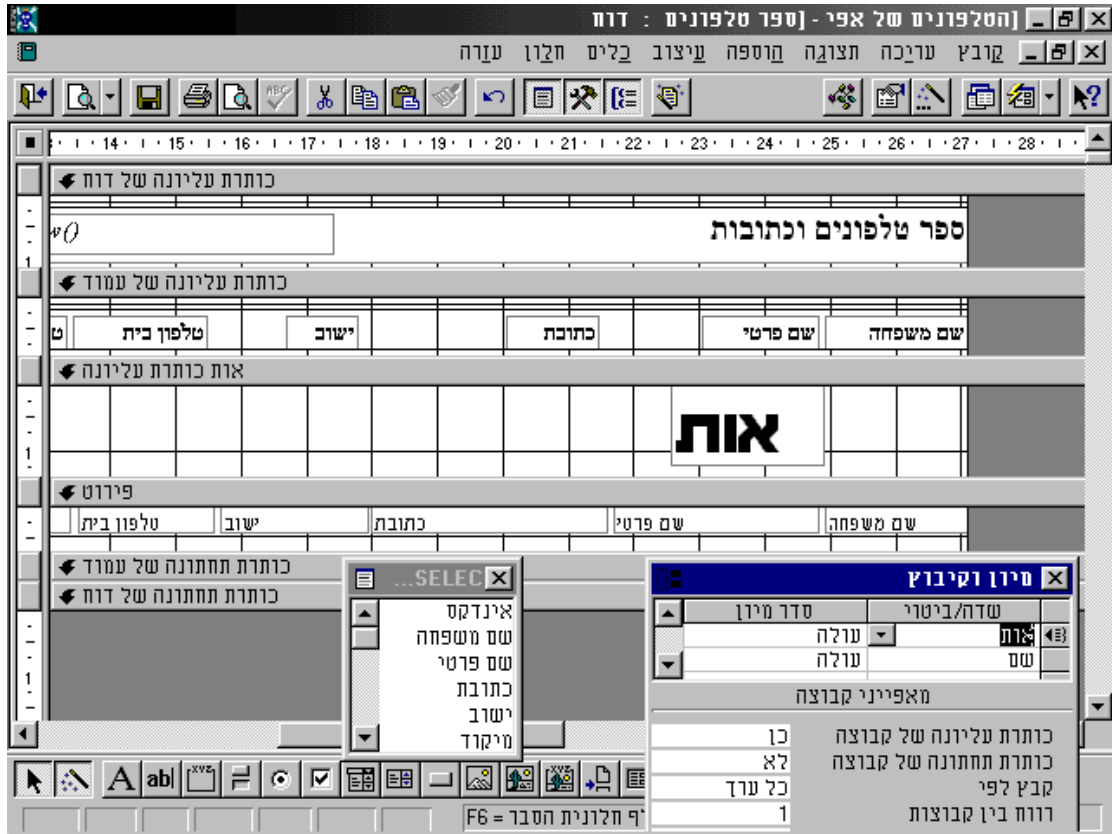 [הטלפונים של אפי - [ספר טלפונים : דוח
קובץ עריכה תצוגה הוספה עיצוב כלים חלון עזרה
14 15 16 17 18 19 20 21 22 23 24 25 26 27 28
כותרת עליונה של דוח
ספר טלפונים וכתובות
1
כותרת עליונה של עמוד
שם משפחה שם פרטי כתובת ישוב טלפון בית ט
אות כותרת עליונה
אות
1
פירוט
שם משפחה שם פרטי כתובת ישוב טלפון בית
כותרת תחתונה של עמוד
כותרת תחתונה של דוח
1
SELEC...
אינדקס
שם משפחה
שם פרטי
כתובת
ישוב
מיקוד
מיון וקיבוץ
שדה/ביטוי סדר מיון
אות עולה
שם עולה
מאפייני קבוצה
כותרת עליונה של קבוצה כן
כותרת תחתונה של קבוצה לא
קבץ לפי כל ערך
רווח בין קבוצות 1
ף חלונית הסבר = F6